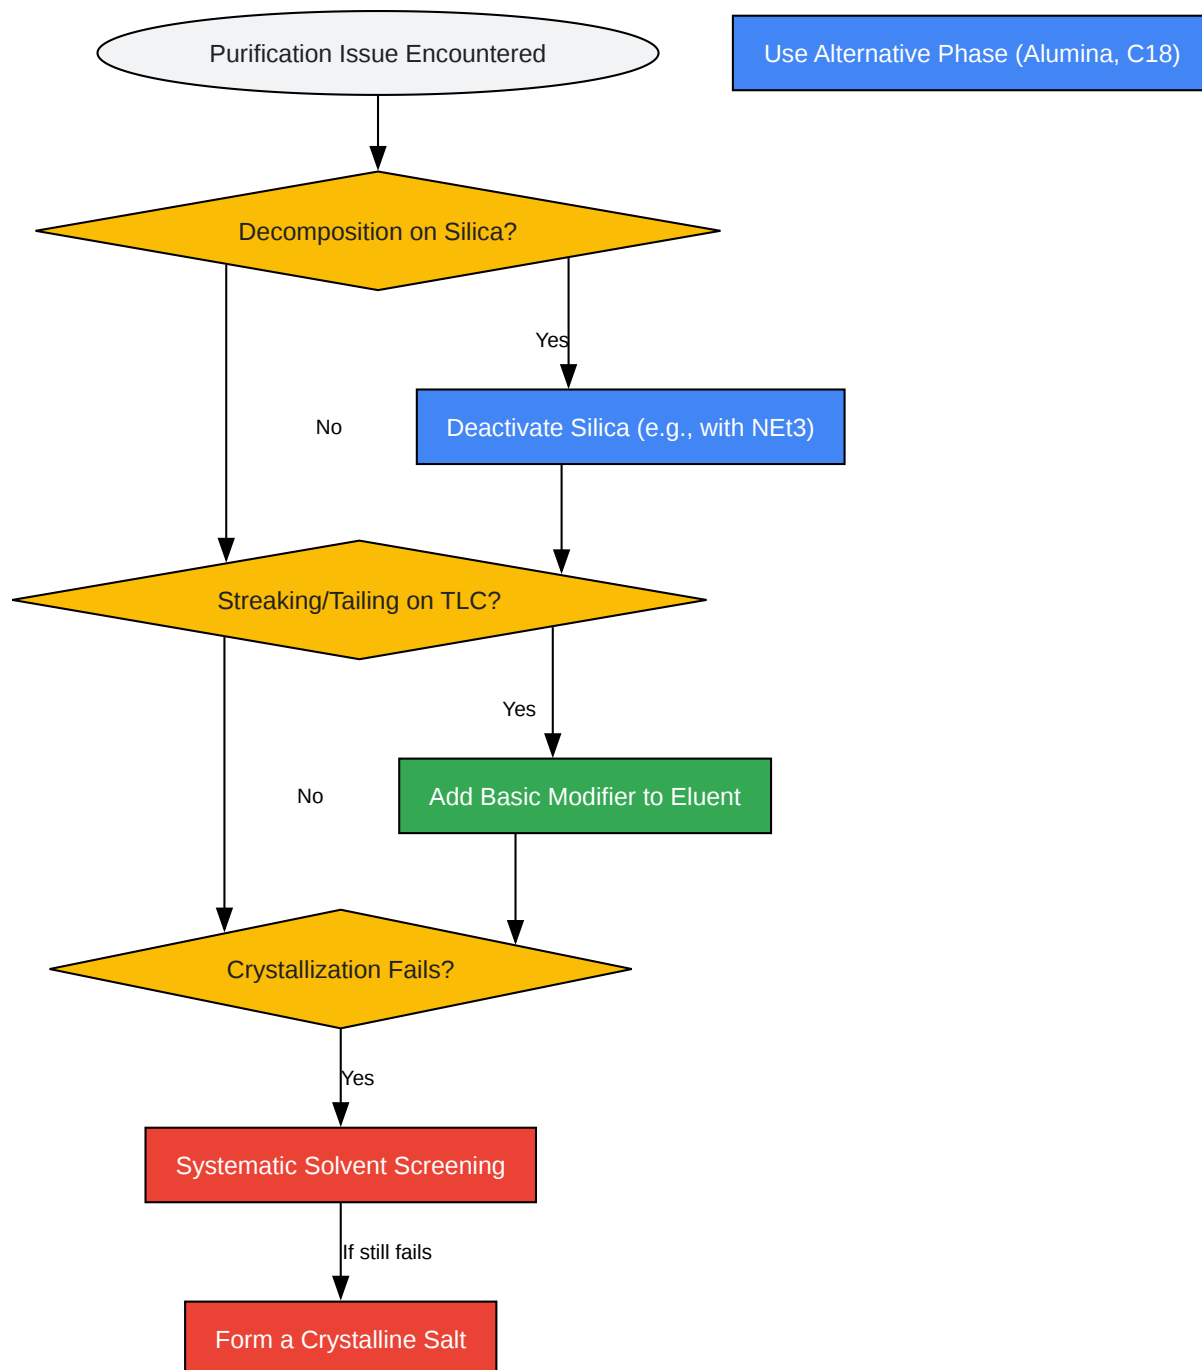 Purification Issue Encountered
Use Alternative Phase (Alumina, C18)
Decomposition on Silica?
Yes
No
Deactivate Silica (e.g., with NEt3)
Streaking/Tailing on TLC?
Yes
No
Add Basic Modifier to Eluent
Crystallization Fails?
Yes
Systematic Solvent Screening
If still fails
Form a Crystalline Salt